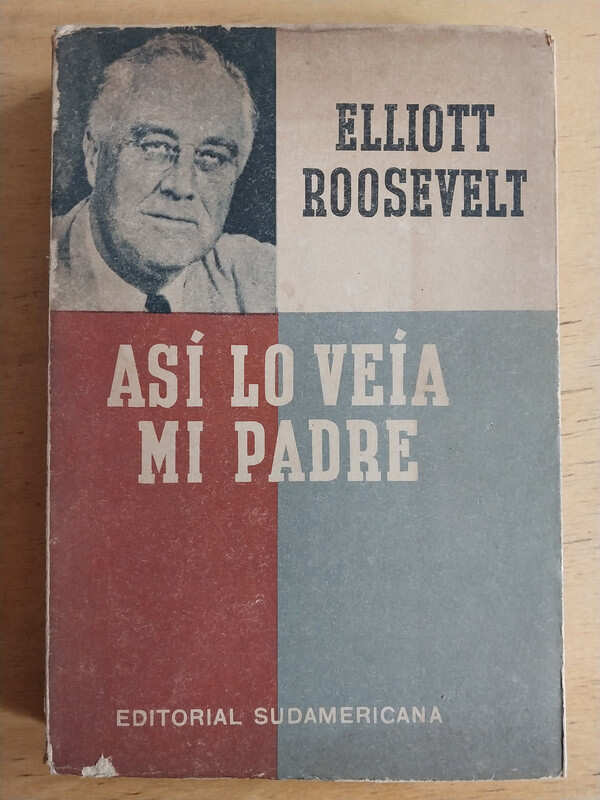 ELLIOTT
ROOSEVELT
ASÍ LO VEÍA
MI PADRE
EDITORIAL SUDAMERICANA